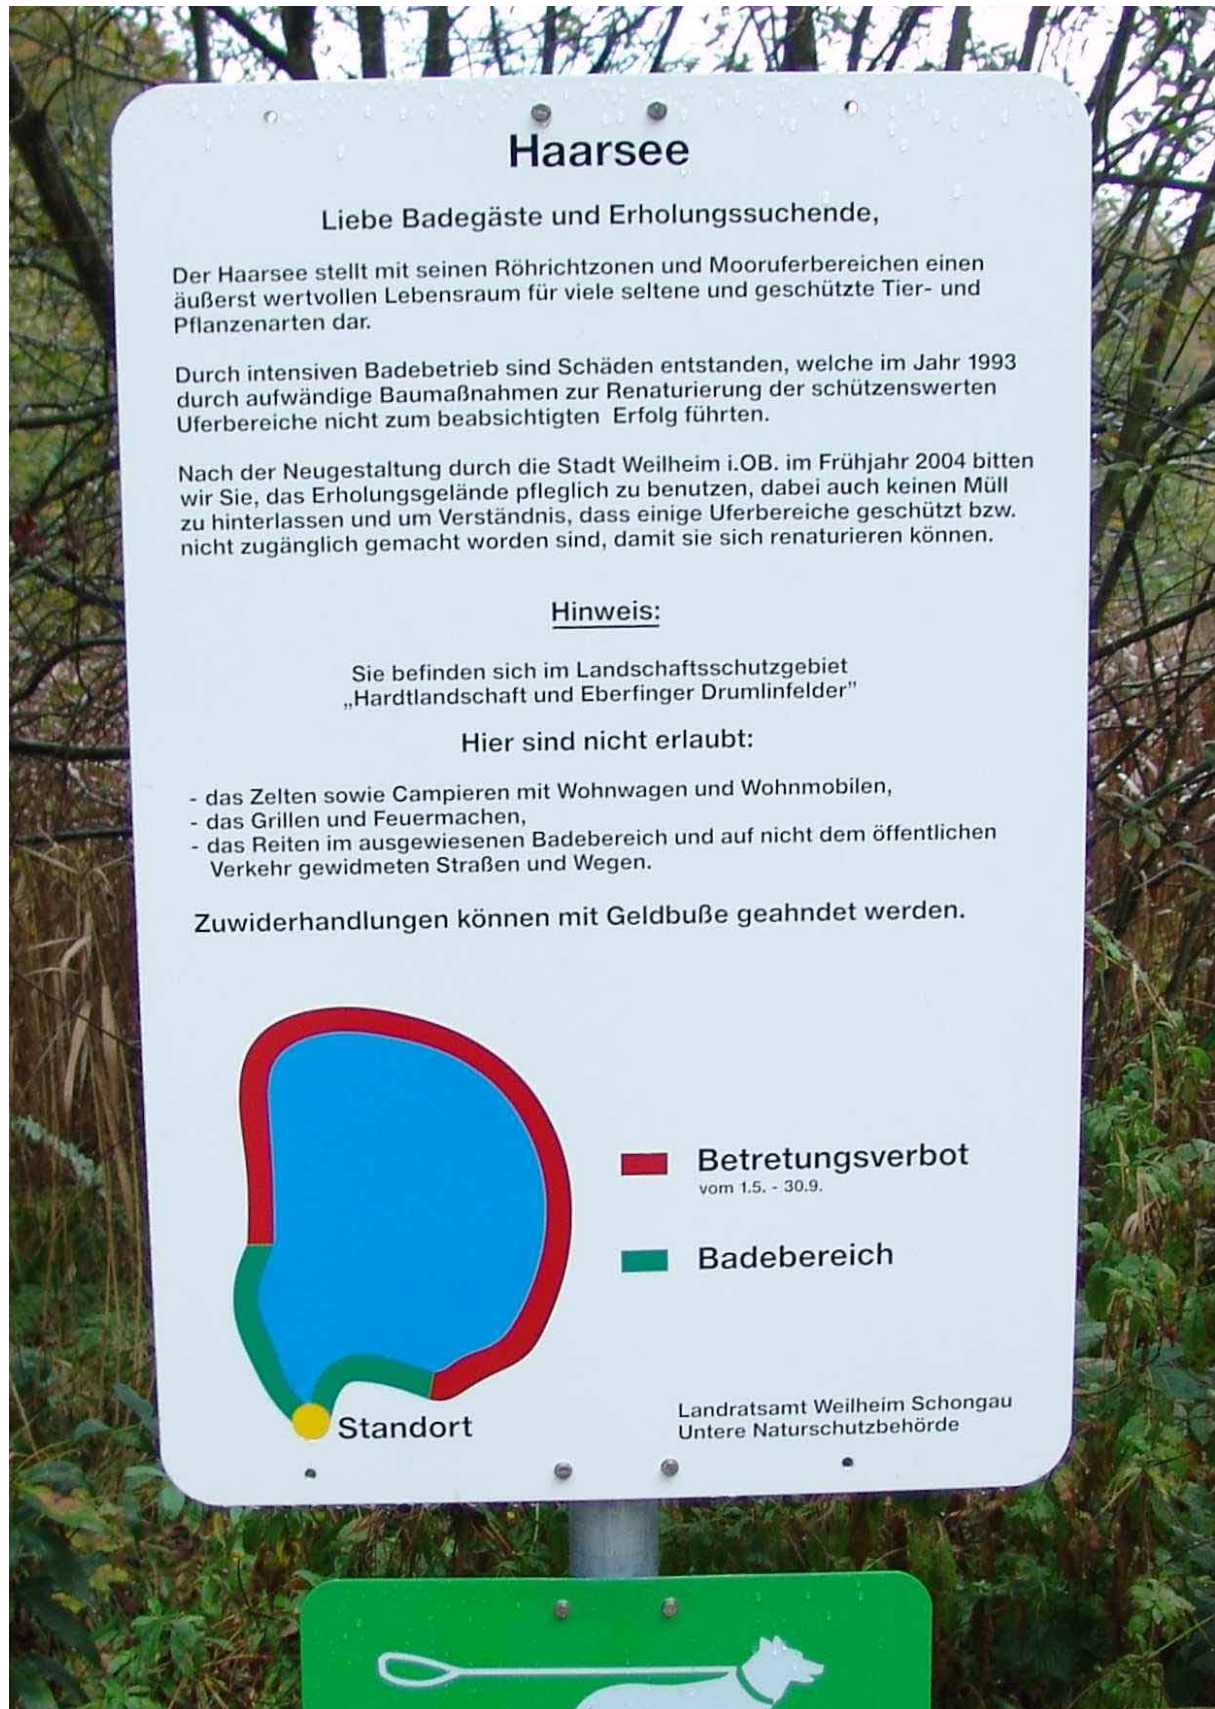 Haarsee
Liebe Badegäste und Erholungssuchende,
Der Haarsee stellt mit seinen Röhrichtzonen und Mooruferbereichen einen
äußerst wertvollen Lebensraum für viele seltene und geschützte Tier- und
Pflanzenarten dar.
Durch intensiven Badebetrieb sind Schäden entstanden, welche im Jahr 1993
durch aufwändige Baumaßnahmen zur Renaturierung der schützenswerten
Uferbereiche nicht zum beabsichtigten Erfolg führten.
Nach der Neugestaltung durch die Stadt Weilheim i.OB. im Frühjahr 2004 bitten
wir Sie, das Erholungsgelände pfleglich zu benutzen, dabei auch keinen Müll
zu hinterlassen und um Verständnis, dass einige Uferbereiche geschützt bzw.
nicht zugänglich gemacht worden sind, damit sie sich renaturieren können.
Hinweis:
Sie befinden sich im Landschaftsschutzgebiet
„Hardtlandschaft und Eberfinger Drumlinfelder"
Hier sind nicht erlaubt:
- das Zelten sowie Campieren mit Wohnwagen und Wohnmobilen,
- das Grillen und Feuermachen,
- das Reiten im ausgewiesenen Badebereich und auf nicht dem öffentlichen
Verkehr gewidmeten Straßen und Wegen.
Zuwiderhandlungen können mit Geldbuße geahndet werden.
Betretungsverbot
vom 1.5. - 30.9.
Badebereich
Standort
Landratsamt Weilheim Schongau
Untere Naturschutzbehörde